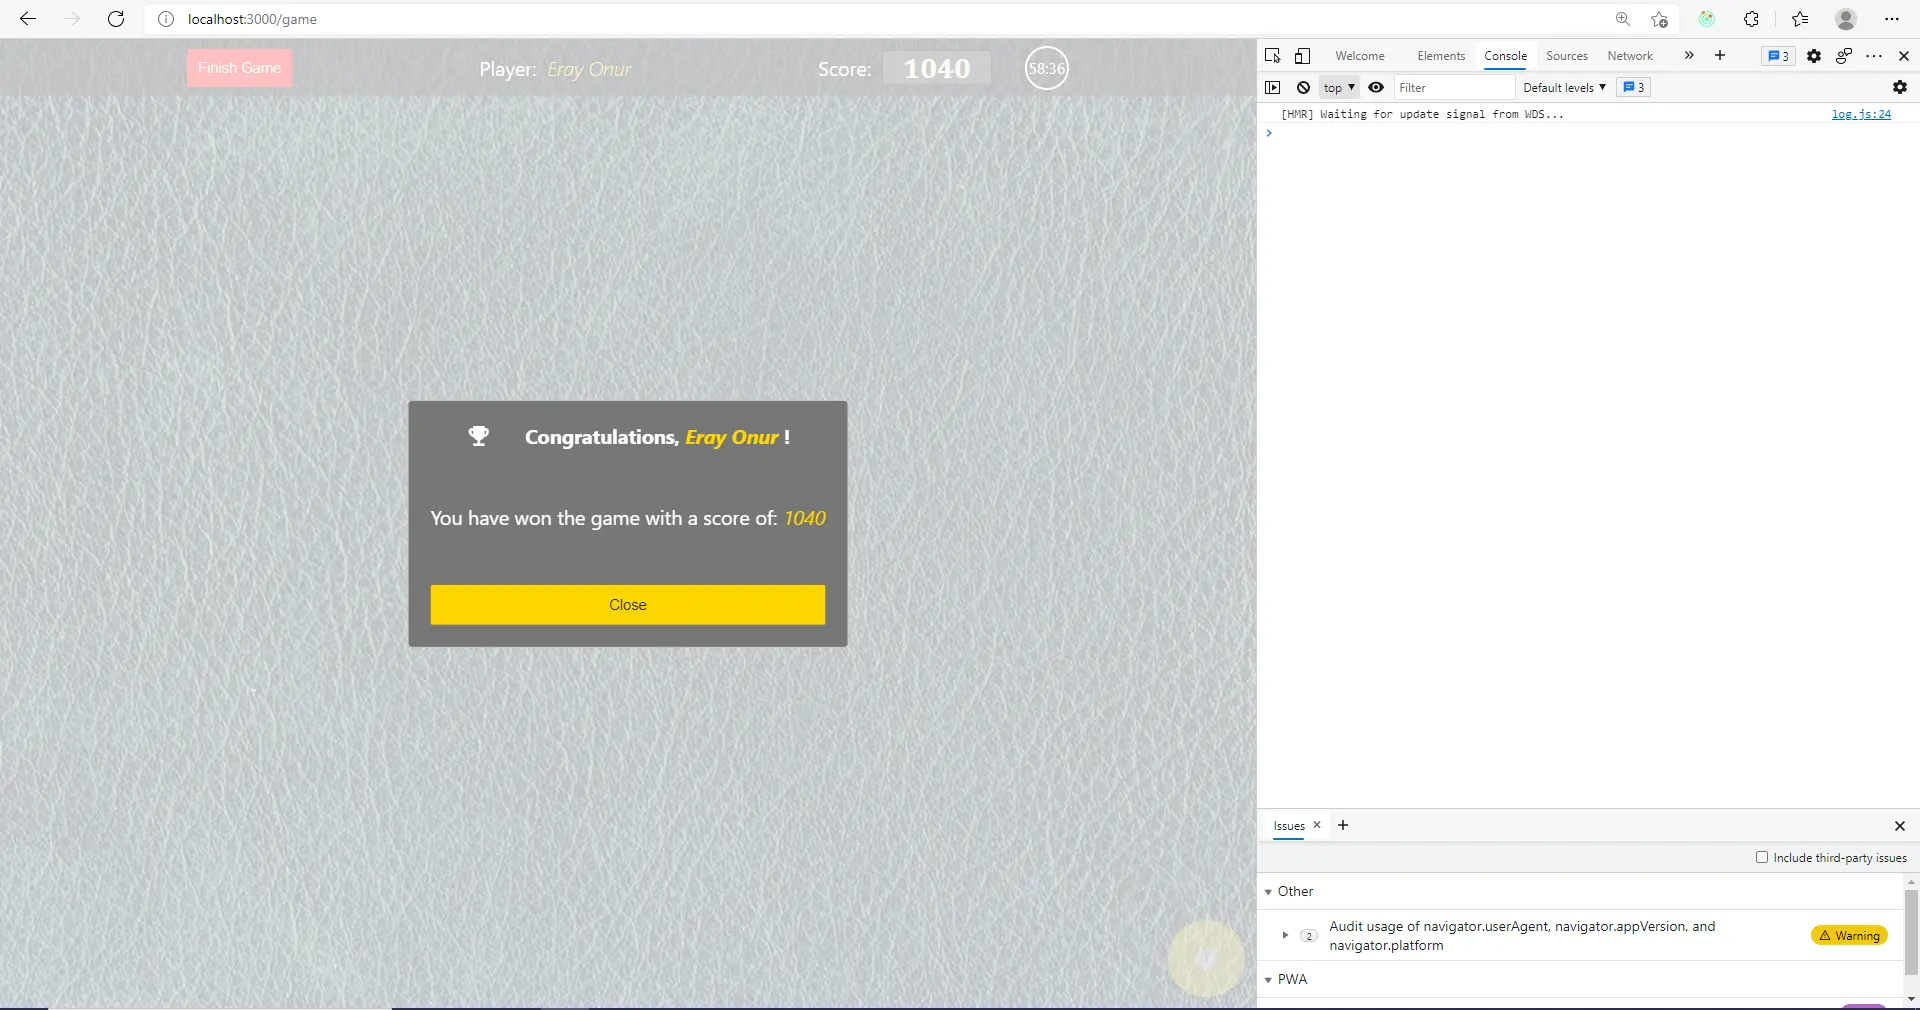 localhost:3000/game
Finish Game
Player: Eray Onur
Score: 1040
58:36
Congratulations, Eray Onur !
You have won the game with a score of: 1040
Close
Welcome Elements Console Sources Network 3
top Filter Default levels 3
[HMR] Waiting for update signal from WDS... log.js:24
Issues
Include third-party issues
Other
2 Audit usage of navigator.userAgent, navigator.appVersion, and Warning
navigator.platform
PWA